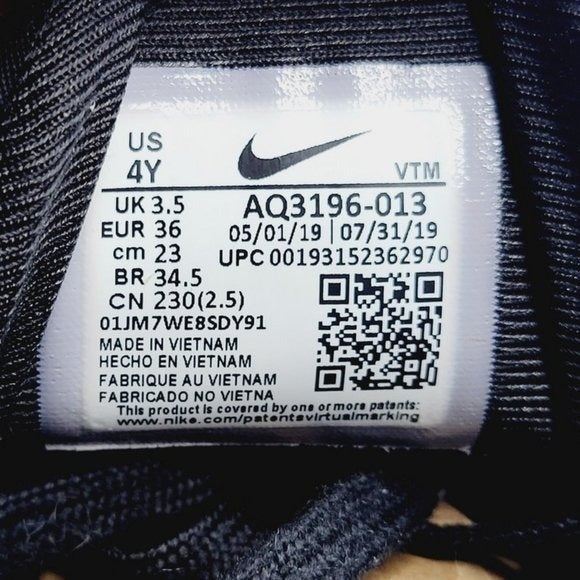 US
4Y
VTM
UK 3.5
AQ3196-013
EUR 36
05/01/19 | 07/31/19
cm 23
UPC 00193152362970
BR 34.5
CN 230(2.5)
01JM7WE8SDY91
MADE IN VIETNAM
HECHO EN VIETNAM
FABRIQUE AU VIETNAM
FABRICADO NO VIETNA
This product is covered by one or more patents:
www.nike.com/patentsvirtualmarking